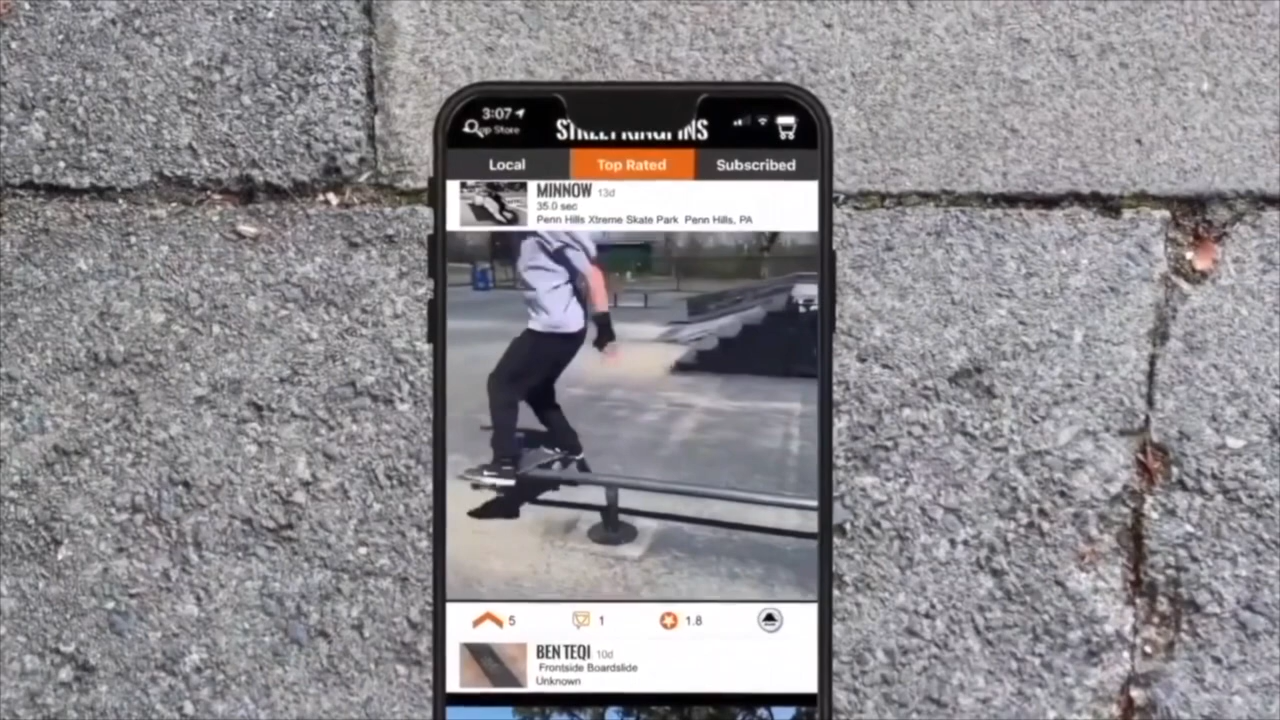 3:07
App Store
STREET KINGPINS
Local Top Rated Subscribed
MINNOW 13d
35.0 sec
Penn Hills Xtreme Skate Park Penn Hills, PA
5 1 1.8
BEN TEQI 10d
Frontside Boardslide
Unknown